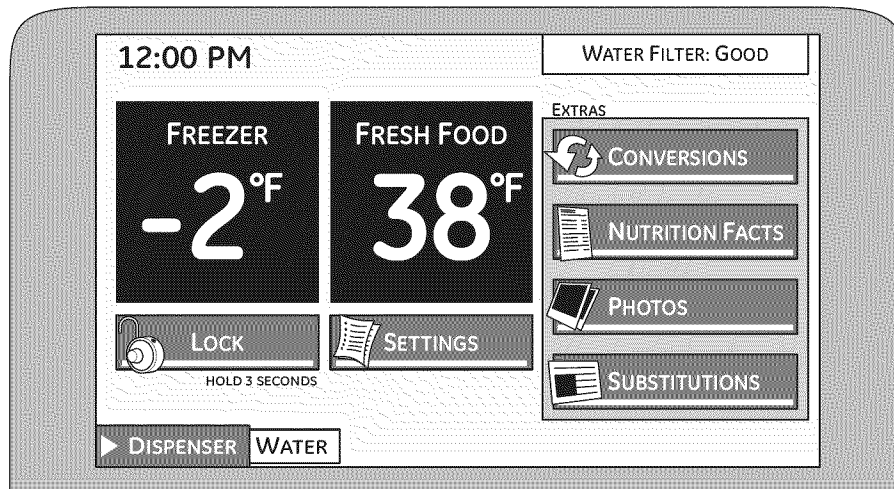 12:00 PM
WATER FILTER: GOOD
FREEZER
-2°F
FRESH FOOD
38°F
EXTRAS
CONVERSIONS
NUTRITION FACTS
PHOTOS
SUBSTITUTIONS
LOCK
HOLD 3 SECONDS
SETTINGS
DISPENSER
WATER